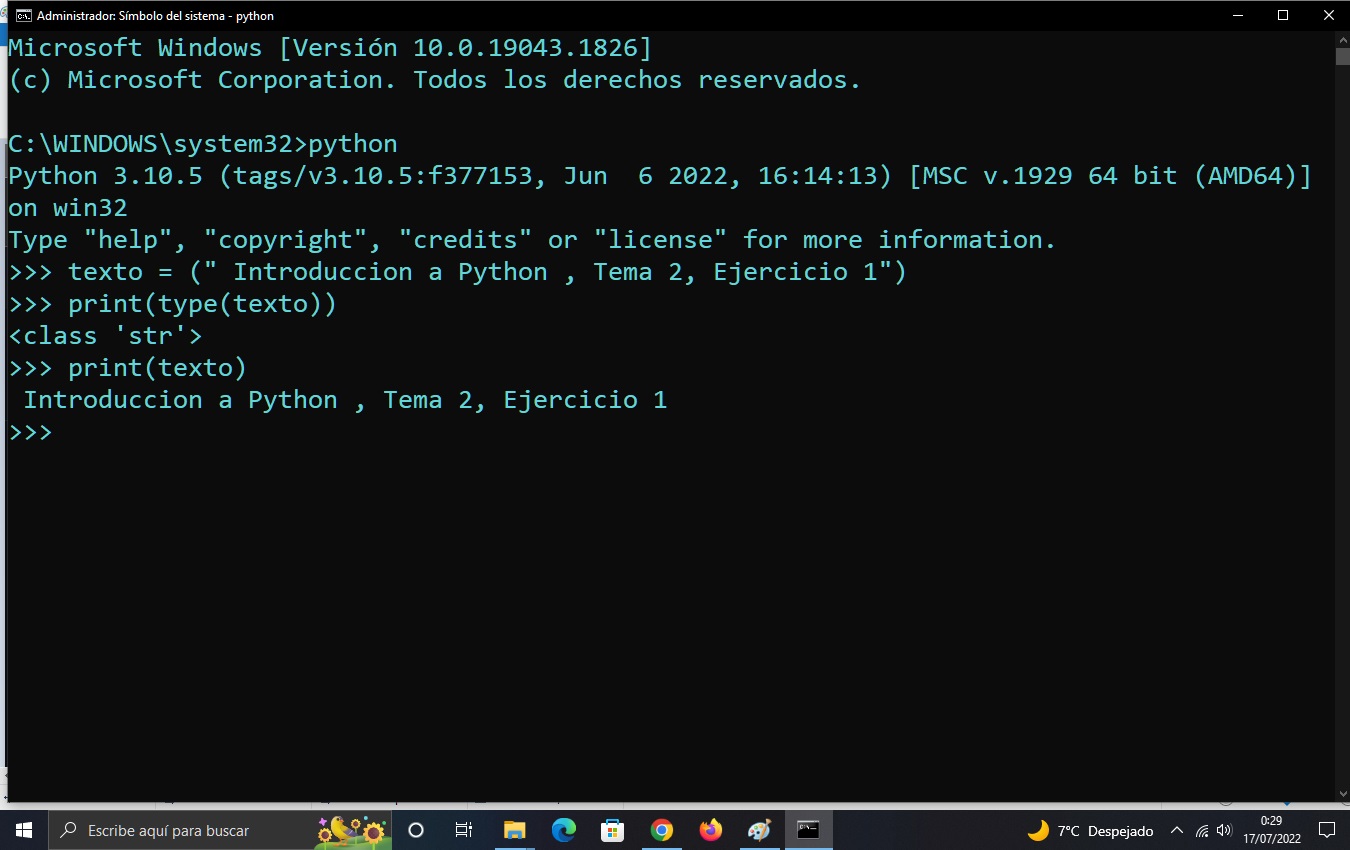 Administrador: Símbolo del sistema - python
Microsoft Windows [Versión 10.0.19043.1826]
(c) Microsoft Corporation. Todos los derechos reservados.
C:\WINDOWS\system32>python
Python 3.10.5 (tags/v3.10.5:f377153, Jun  6 2022, 16:14:13) [MSC v.1929 64 bit (AMD64)]
on win32
Type "help", "copyright", "credits" or "license" for more information.
>>> texto = (" Introduccion a Python , Tema 2, Ejercicio 1")
>>> print(type(texto))
<class 'str'>
>>> print(texto)
 Introduccion a Python , Tema 2, Ejercicio 1
>>>
Escribe aquí para buscar
7°C Despejado
0:29
17/07/2022